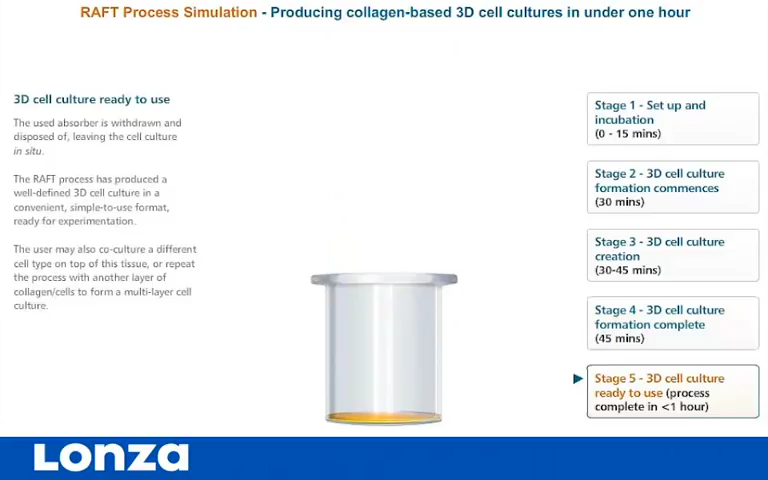 RAFT Process Simulation - Producing collagen-based 3D cell cultures in under one hour
3D cell culture ready to use
The used absorber is withdrawn and
disposed of, leaving the cell culture
in situ.
The RAFT process has produced a
well-defined 3D cell culture in a
convenient, simple-to-use format,
ready for experimentation.
The user may also co-culture a different
cell type on top of this tissue, or repeat
the process with another layer of
collagen/cells to form a multi-layer cell
culture.
Stage 1 - Set up and
incubation
(0 - 15 mins)
Stage 2 - 3D cell culture
formation commences
(30 mins)
Stage 3 - 3D cell culture
creation
(30-45 mins)
Stage 4 - 3D cell culture
formation complete
(45 mins)
Stage 5 - 3D cell culture
ready to use (process
complete in <1 hour)
Lonza